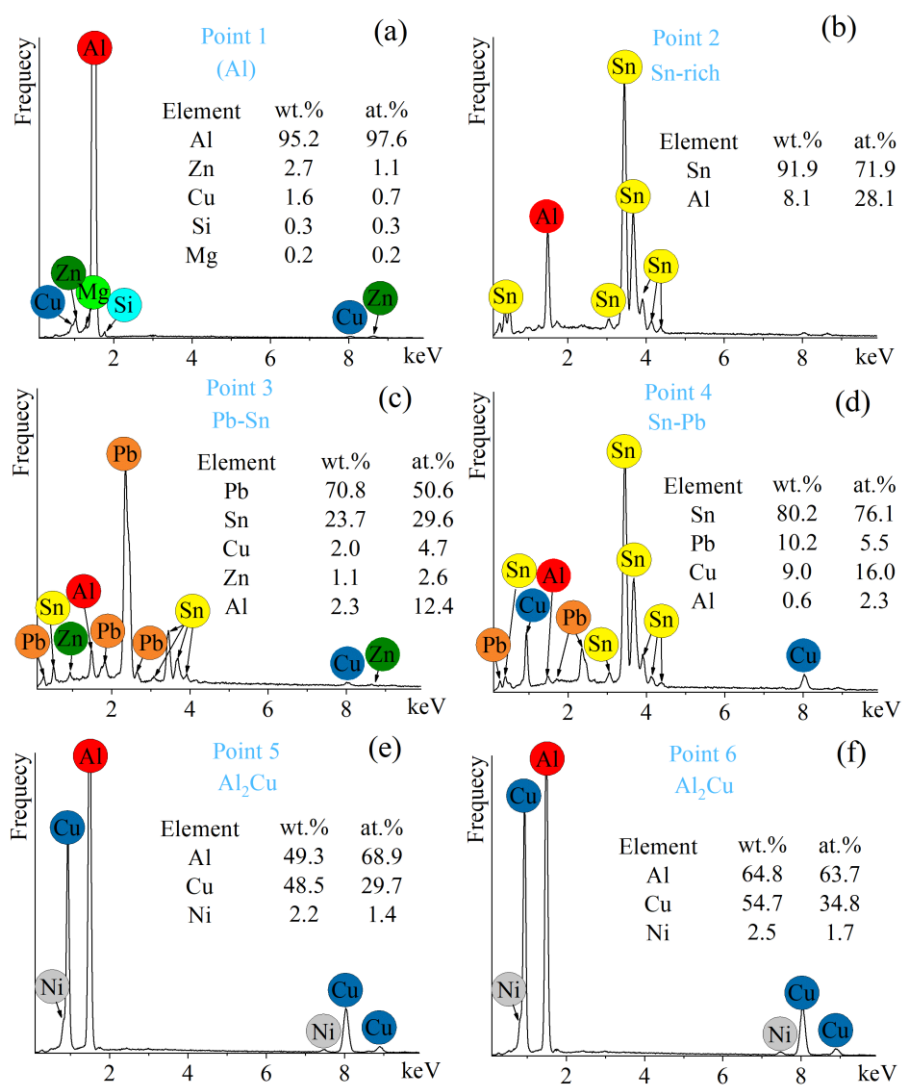 (a)
Point 1
(Al)
Frequecy
Al
Element wt.% at.%
Al 95.2 97.6
Zn 2.7 1.1
Cu 1.6 0.7
Si 0.3 0.3
Mg 0.2 0.2
Zn
Mg
Cu
Si
Cu
Zn
2 4 6 8
keV
(b)
Point 2
Sn-rich
Frequecy
Sn
Element wt.% at.%
Sn 91.9 71.9
Al 8.1 28.1
Al
Sn
Sn
Sn
Sn
2 4 6 8
keV
(c)
Point 3
Pb-Sn
Frequecy
Pb
Element wt.% at.%
Pb 70.8 50.6
Sn 23.7 29.6
Cu 2.0 4.7
Zn 1.1 2.6
Al 2.3 12.4
Sn
Al
Pb
Zn
Pb
Pb
Sn
Cu
Zn
2 4 6 8
keV
(d)
Point 4
Sn-Pb
Frequecy
Sn
Element wt.% at.%
Sn 80.2 76.1
Pb 10.2 5.5
Cu 9.0 16.0
Al 0.6 2.3
Sn
Sn
Cu
Al
Pb
Pb
Sn
Sn
Cu
2 4 6 8
keV
(e)
Point 5
Al₂Cu
Frequecy
Al
Cu
Element wt.% at.%
Al 49.3 68.9
Cu 48.5 29.7
Ni 2.2 1.4
Ni
Cu
Ni
Cu
2 4 6 8
keV
(f)
Point 6
Al₂Cu
Frequecy
Al
Cu
Element wt.% at.%
Al 64.8 63.7
Cu 54.7 34.8
Ni 2.5 1.7
Ni
Cu
Ni
Cu
2 4 6 8
keV